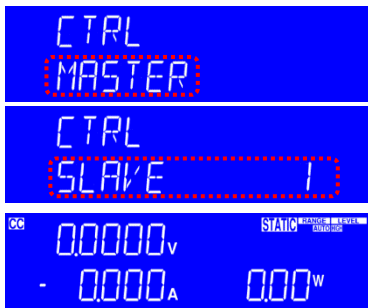 CTRL
MASTER
CTRL
SLAVE 1
CC 0.0000V STATIC RANGE LEVEL
AUTO HIGH
- 0.000A 0.00W